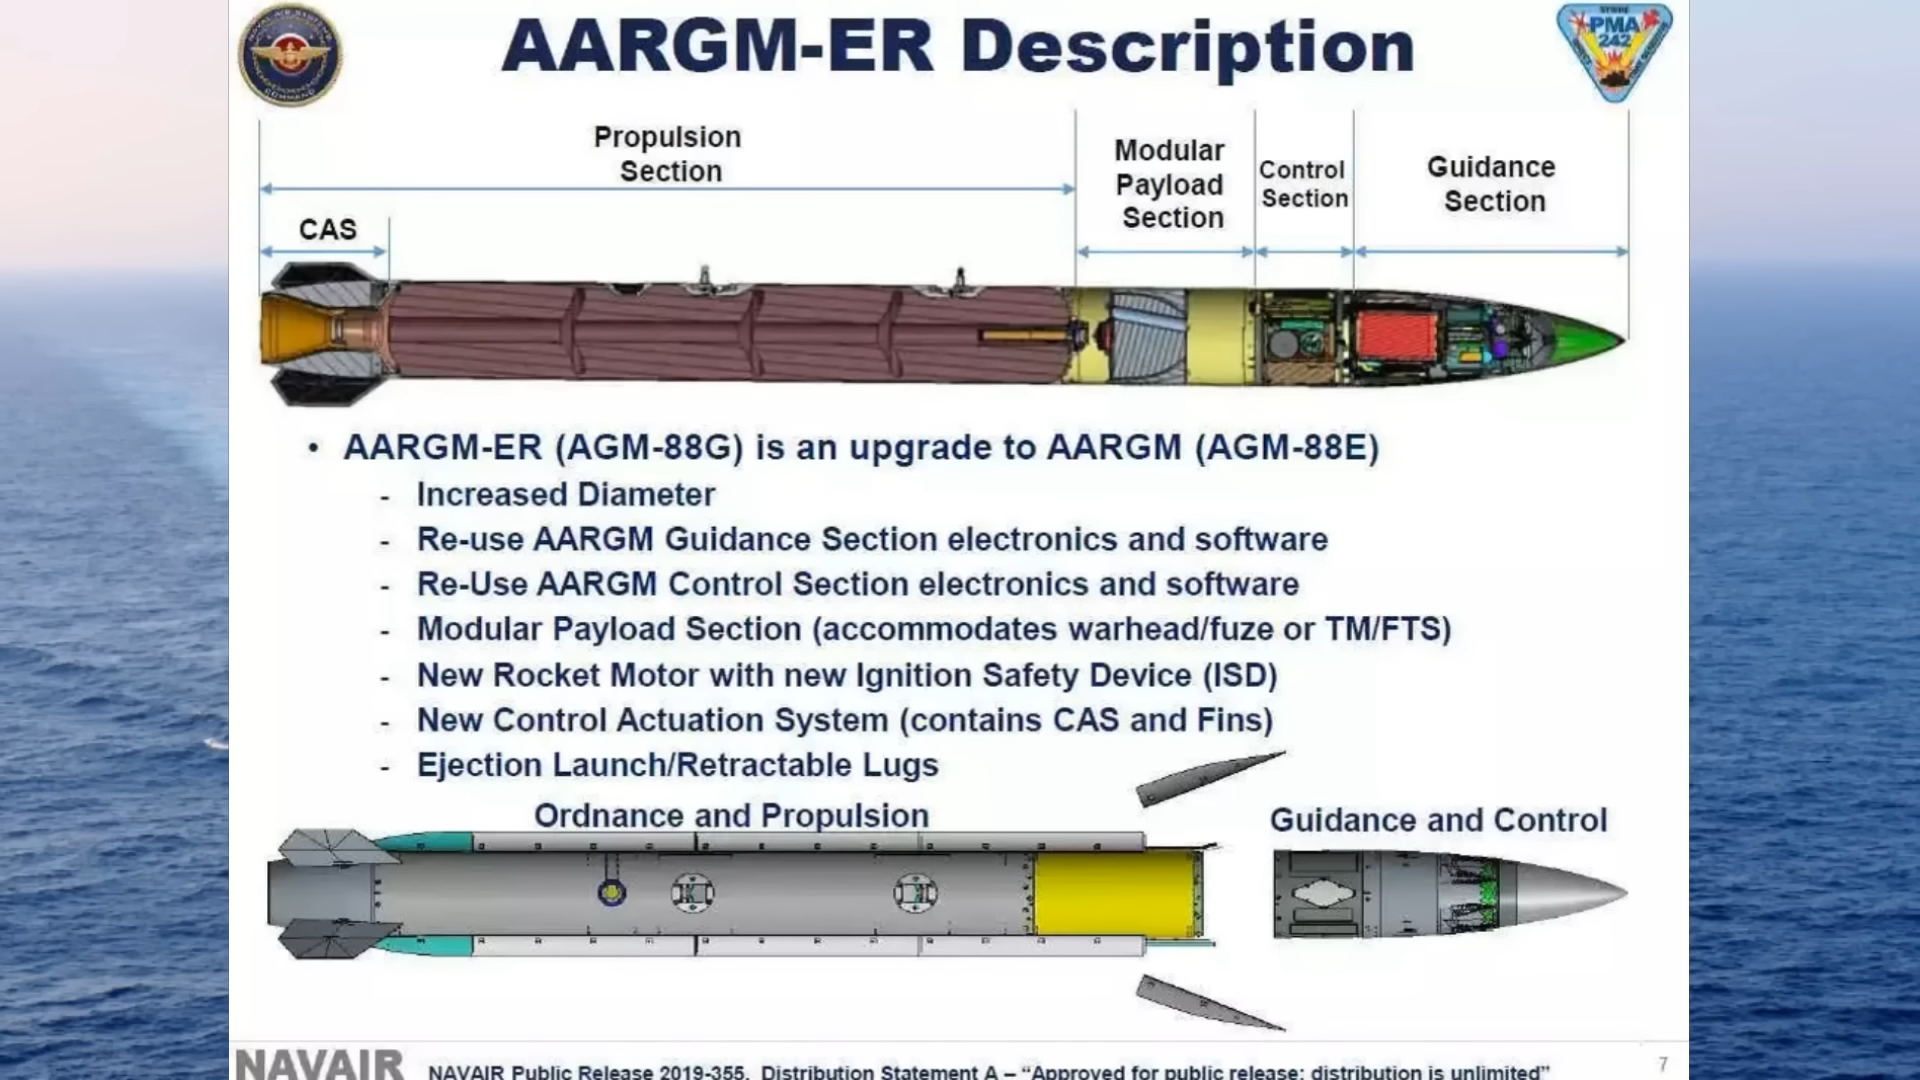 AARGM-ER Description
PMA
242
Propulsion
Section
Modular
Payload
Section
Control
Section
Guidance
Section
CAS
• AARGM-ER (AGM-88G) is an upgrade to AARGM (AGM-88E)
- Increased Diameter
- Re-use AARGM Guidance Section electronics and software
- Re-Use AARGM Control Section electronics and software
- Modular Payload Section (accommodates warhead/fuze or TM/FTS)
- New Rocket Motor with new Ignition Safety Device (ISD)
- New Control Actuation System (contains CAS and Fins)
- Ejection Launch/Retractable Lugs
Ordnance and Propulsion
Guidance and Control
NAVAIR
NAVAIR Public Release 2019-355. Distribution Statement A – “Approved for public release; distribution is unlimited”
7